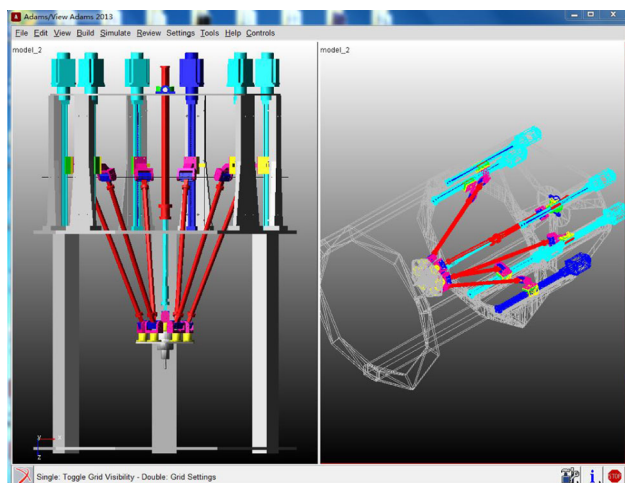 Adams/View Adams 2013
File Edit View Build Simulate Review Settings Tools Help Controls
model_2
model_2
y x
z
Single: Toggle Grid Visibility - Double: Grid Settings
i
STOP